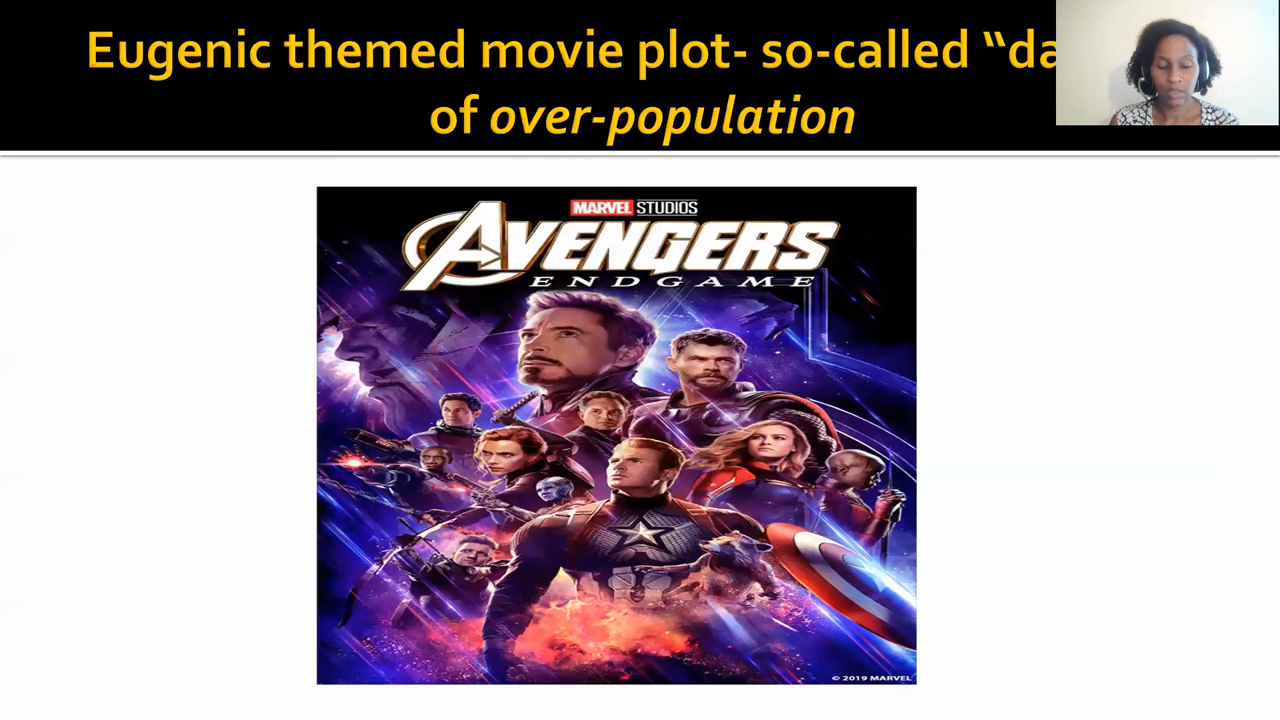 Eugenic themed movie plot- so-called “da
of over-population
MARVEL STUDIOS
AVENGERS
ENDGAME
© 2019 MARVEL